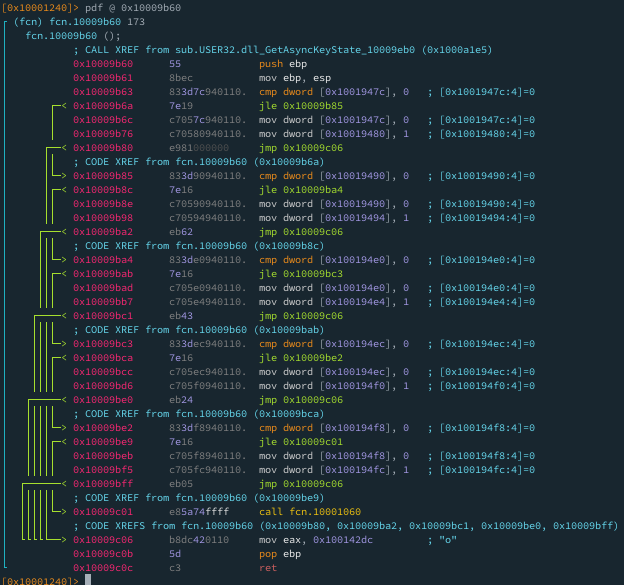 [0x10001240]> pdf @ 0x10009b60
(fcn) fcn.10009b60 173
fcn.10009b60 ();
; CALL XREF from sub.USER32.dll_GetAsyncKeyState_10009eb0 (0x1000a1e5)
0x10009b60 55 push ebp
0x10009b61 8bec mov ebp, esp
0x10009b63 833d7c940110. cmp dword [0x1001947c], 0 ; [0x1001947c:4]=0
0x10009b6a 7e19 jle 0x10009b85
0x10009b6c c7057c940110. mov dword [0x1001947c], 0 ; [0x1001947c:4]=0
0x10009b76 c70580940110. mov dword [0x10019480], 1 ; [0x10019480:4]=0
0x10009b80 e981000000 jmp 0x10009c06
; CODE XREF from fcn.10009b60 (0x10009b6a)
0x10009b85 833d90940110. cmp dword [0x10019490], 0 ; [0x10019490:4]=0
0x10009b8c 7e16 jle 0x10009ba4
0x10009b8e c70590940110. mov dword [0x10019490], 0 ; [0x10019490:4]=0
0x10009b98 c70594940110. mov dword [0x10019494], 1 ; [0x10019494:4]=0
0x10009ba2 eb62 jmp 0x10009c06
; CODE XREF from fcn.10009b60 (0x10009b8c)
0x10009ba4 833de0940110. cmp dword [0x100194e0], 0 ; [0x100194e0:4]=0
0x10009bab 7e16 jle 0x10009bc3
0x10009bad c705e0940110. mov dword [0x100194e0], 0 ; [0x100194e0:4]=0
0x10009bb7 c705e4940110. mov dword [0x100194e4], 1 ; [0x100194e4:4]=0
0x10009bc1 eb43 jmp 0x10009c06
; CODE XREF from fcn.10009b60 (0x10009bab)
0x10009bc3 833dec940110. cmp dword [0x100194ec], 0 ; [0x100194ec:4]=0
0x10009bca 7e16 jle 0x10009be2
0x10009bcc c705ec940110. mov dword [0x100194ec], 0 ; [0x100194ec:4]=0
0x10009bd6 c705f0940110. mov dword [0x100194f0], 1 ; [0x100194f0:4]=0
0x10009be0 eb24 jmp 0x10009c06
; CODE XREF from fcn.10009b60 (0x10009bca)
0x10009be2 833df8940110. cmp dword [0x100194f8], 0 ; [0x100194f8:4]=0
0x10009be9 7e16 jle 0x10009c01
0x10009beb c705f8940110. mov dword [0x100194f8], 0 ; [0x100194f8:4]=0
0x10009bf5 c705fc940110. mov dword [0x100194fc], 1 ; [0x100194fc:4]=0
0x10009bff eb05 jmp 0x10009c06
; CODE XREF from fcn.10009b60 (0x10009be9)
0x10009c01 e85a74ffff call fcn.10001060
; CODE XREFS from fcn.10009b60 (0x10009b80, 0x10009ba2, 0x10009bc1, 0x10009be0, 0x10009bff)
0x10009c06 b8dc420110 mov eax, 0x100142dc ; "o"
0x10009c0b 5d pop ebp
0x10009c0c c3 ret
[0x10001240]>